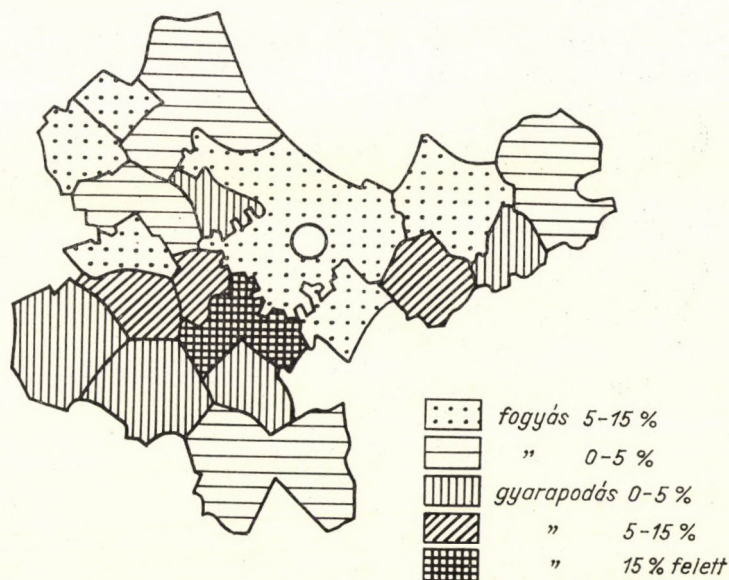 fogyás 5-15 %
" 0-5 %
gyarapodás 0-5 %
" 5-15 %
" 15 % felett